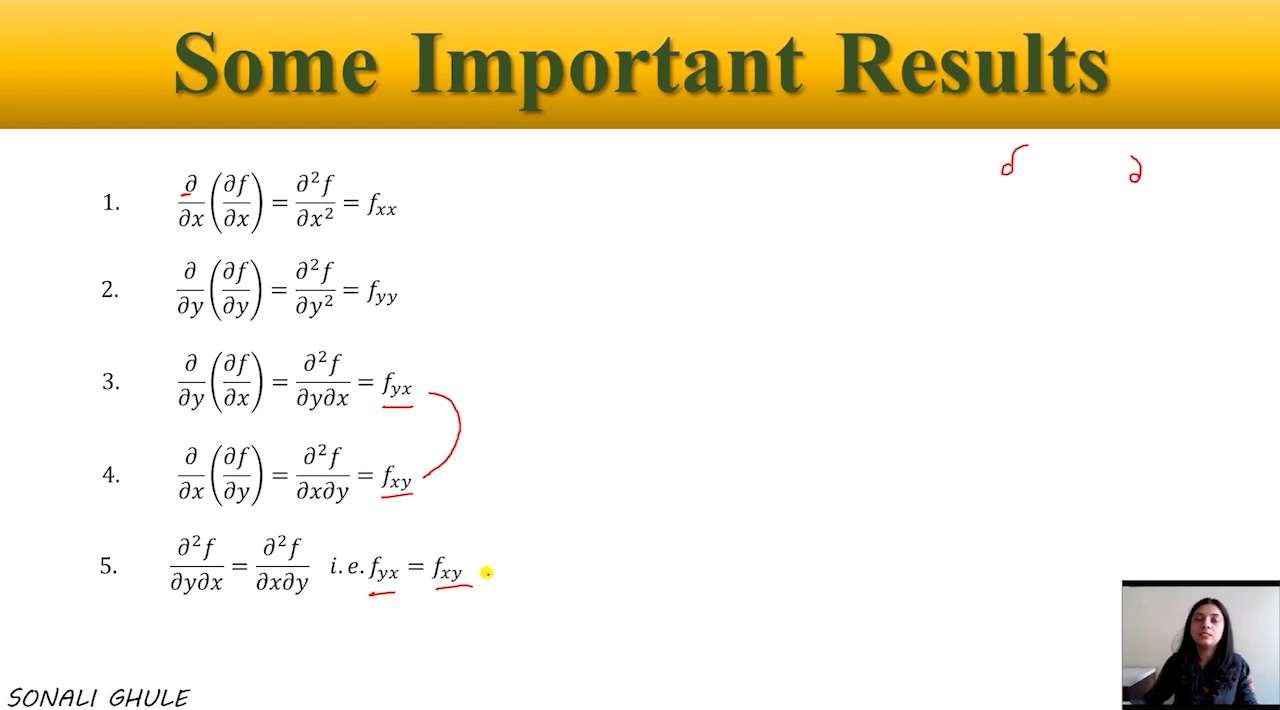 Some Important Results
∂ ∂
1. ∂/∂x (∂f/∂x) = ∂²f/∂x² = fₓₓ
2. ∂/∂y (∂f/∂y) = ∂²f/∂y² = f_yy
3. ∂/∂y (∂f/∂x) = ∂²f/∂y∂x = f_yx
4. ∂/∂x (∂f/∂y) = ∂²f/∂x∂y = f_xy
5. ∂²f/∂y∂x = ∂²f/∂x∂y i.e. f_yx = f_xy
SONALI GHULE